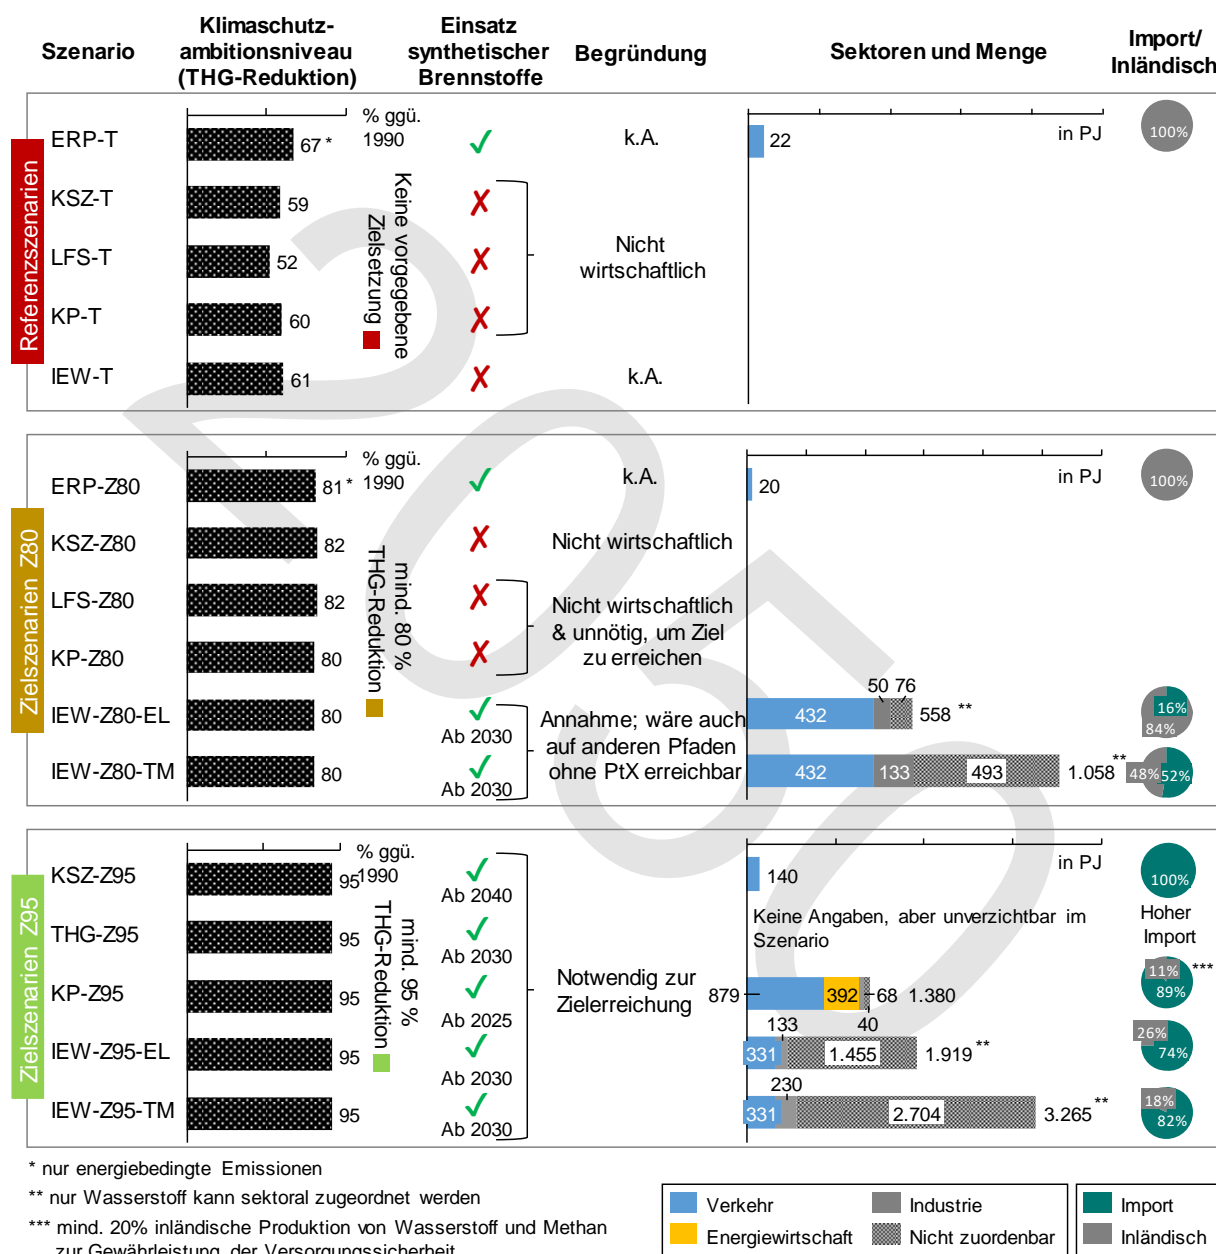 Szenario
Klimaschutz-
ambitionsniveau
(THG-Reduktion)
Einsatz
synthetischer
Brennstoffe
Begründung
Sektoren und Menge
Import/
Inländisch
2050
Referenzszenarien
% ggü.
1990
in PJ
ERP-T
67 *
k.A.
22
100%
KSZ-T
59
LFS-T
52
Nicht
wirtschaftlich
KP-T
60
IEW-T
61
k.A.
Keine vorgegebene
Zielsetzung
Zielszenarien Z80
% ggü.
1990
in PJ
ERP-Z80
81 *
k.A.
20
100%
KSZ-Z80
82
Nicht wirtschaftlich
LFS-Z80
82
Nicht wirtschaftlich
& unnötig, um Ziel
zu erreichen
KP-Z80
80
mind. 80 %
THG-Reduktion
IEW-Z80-EL
80
Ab 2030
Annahme; wäre auch
auf anderen Pfaden
ohne PtX erreichbar
50 76
432
558 **
16%
84%
IEW-Z80-TM
80
Ab 2030
432
133
493
1.058 **
48%
52%
Zielszenarien Z95
% ggü.
1990
in PJ
KSZ-Z95
95
Ab 2040
140
100%
THG-Z95
95
Ab 2030
Keine Angaben, aber unverzichtbar im
Szenario
Hoher
Import
mind. 95 %
THG-Reduktion
KP-Z95
95
Ab 2025
Notwendig zur
Zielerreichung
879
392
68
1.380
40
11%
89%
***
IEW-Z95-EL
95
Ab 2030
133
331
1.455
1.919 **
26%
74%
IEW-Z95-TM
95
Ab 2030
230
331
2.704
3.265 **
18%
82%
* nur energiebedingte Emissionen
** nur Wasserstoff kann sektoral zugeordnet werden
*** mind. 20% inländische Produktion von Wasserstoff und Methan
zur Gewährleistung der Versorgungssicherheit
Verkehr
Industrie
Import
Energiewirtschaft
Nicht zuordenbar
Inländisch